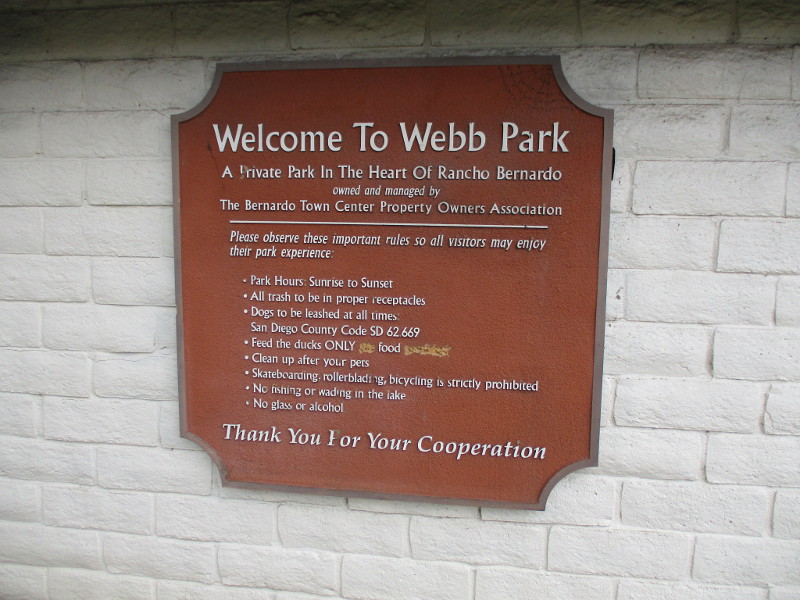 Welcome To Webb Park
A Private Park In The Heart Of Rancho Bernardo
owned and managed by
The Bernardo Town Center Property Owners Association
Please observe these important rules so all visitors may enjoy
their park experience:
• Park Hours: Sunrise to Sunset
• All trash to be in proper receptacles
• Dogs to be leashed at all times:
San Diego County Code SD 62.669
• Feed the ducks ONLY food
• Clean up after your pets
• Skateboarding, rollerblading, bicycling is strictly prohibited
• No fishing or wading in the lake
• No glass or alcohol
Thank You For Your Cooperation